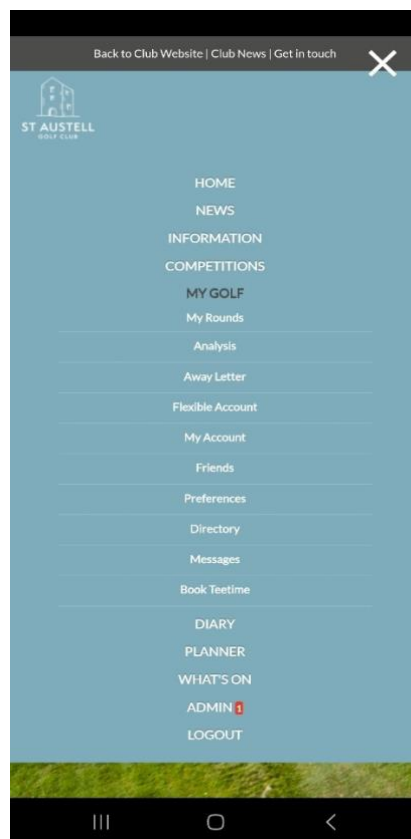 Back to Club Website | Club News | Get in touch
ST AUSTELL
GOLF CLUB
HOME
NEWS
INFORMATION
COMPETITIONS
MY GOLF
My Rounds
Analysis
Away Letter
Flexible Account
My Account
Friends
Preferences
Directory
Messages
Book Teetime
DIARY
PLANNER
WHAT'S ON
ADMIN 1
LOGOUT